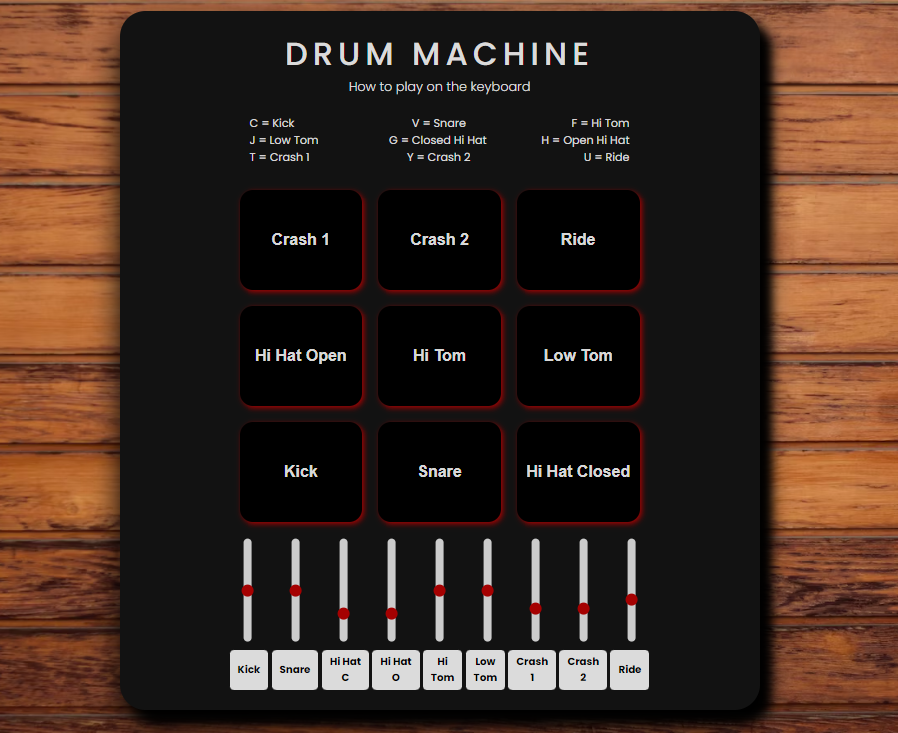 DRUM MACHINE
How to play on the keyboard
C = Kick
J = Low Tom
T = Crash 1
V = Snare
G = Closed Hi Hat
Y = Crash 2
F = Hi Tom
H = Open Hi Hat
U = Ride
Crash 1
Crash 2
Ride
Hi Hat Open
Hi Tom
Low Tom
Kick
Snare
Hi Hat Closed
Kick
Snare
Hi Hat
C
Hi Hat
O
Hi
Tom
Low
Tom
Crash
1
Crash
2
Ride